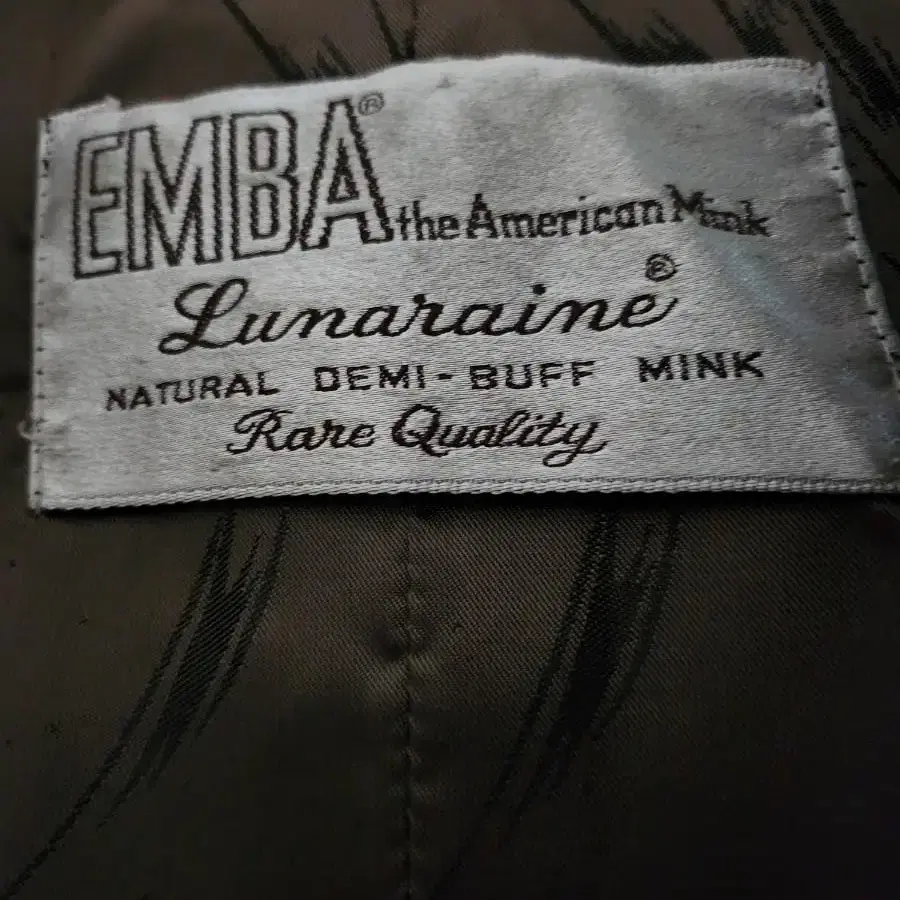 EMBA® the American Mink
Lunaraine®
NATURAL DEMI-BUFF MINK
Rare Quality